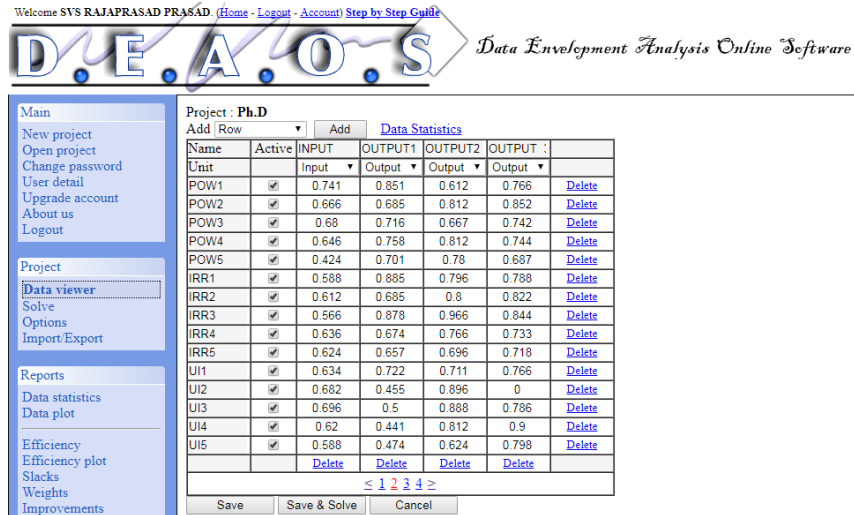 Welcome SVS RAJAPRASAD PRASAD. (Home - Logout - Account) Step by Step Guide
D.E.A.O.S
Data Envelopment Analysis Online Software
Main
New project
Open project
Change password
User detail
Upgrade account
About us
Logout
Project
Data viewer
Solve
Options
Import/Export
Reports
Data statistics
Data plot
Efficiency
Efficiency plot
Slacks
Weights
Improvements
Project : Ph.D
Add Row Add Data Statistics
Name Active INPUT OUTPUT1 OUTPUT2 OUTPUT
Unit Input Output Output Output
POW1 0.741 0.851 0.612 0.766 Delete
POW2 0.666 0.685 0.812 0.852 Delete
POW3 0.68 0.716 0.667 0.742 Delete
POW4 0.646 0.758 0.812 0.744 Delete
POW5 0.424 0.701 0.78 0.687 Delete
IRR1 0.588 0.885 0.796 0.788 Delete
IRR2 0.612 0.685 0.8 0.822 Delete
IRR3 0.566 0.878 0.966 0.844 Delete
IRR4 0.636 0.674 0.766 0.733 Delete
IRR5 0.624 0.657 0.696 0.718 Delete
UI1 0.634 0.722 0.711 0.766 Delete
UI2 0.682 0.455 0.896 0 Delete
UI3 0.696 0.5 0.888 0.786 Delete
UI4 0.62 0.441 0.812 0.9 Delete
UI5 0.588 0.474 0.624 0.798 Delete
Delete Delete Delete Delete
≤ 1 2 3 4 ≥
Save Save & Solve Cancel